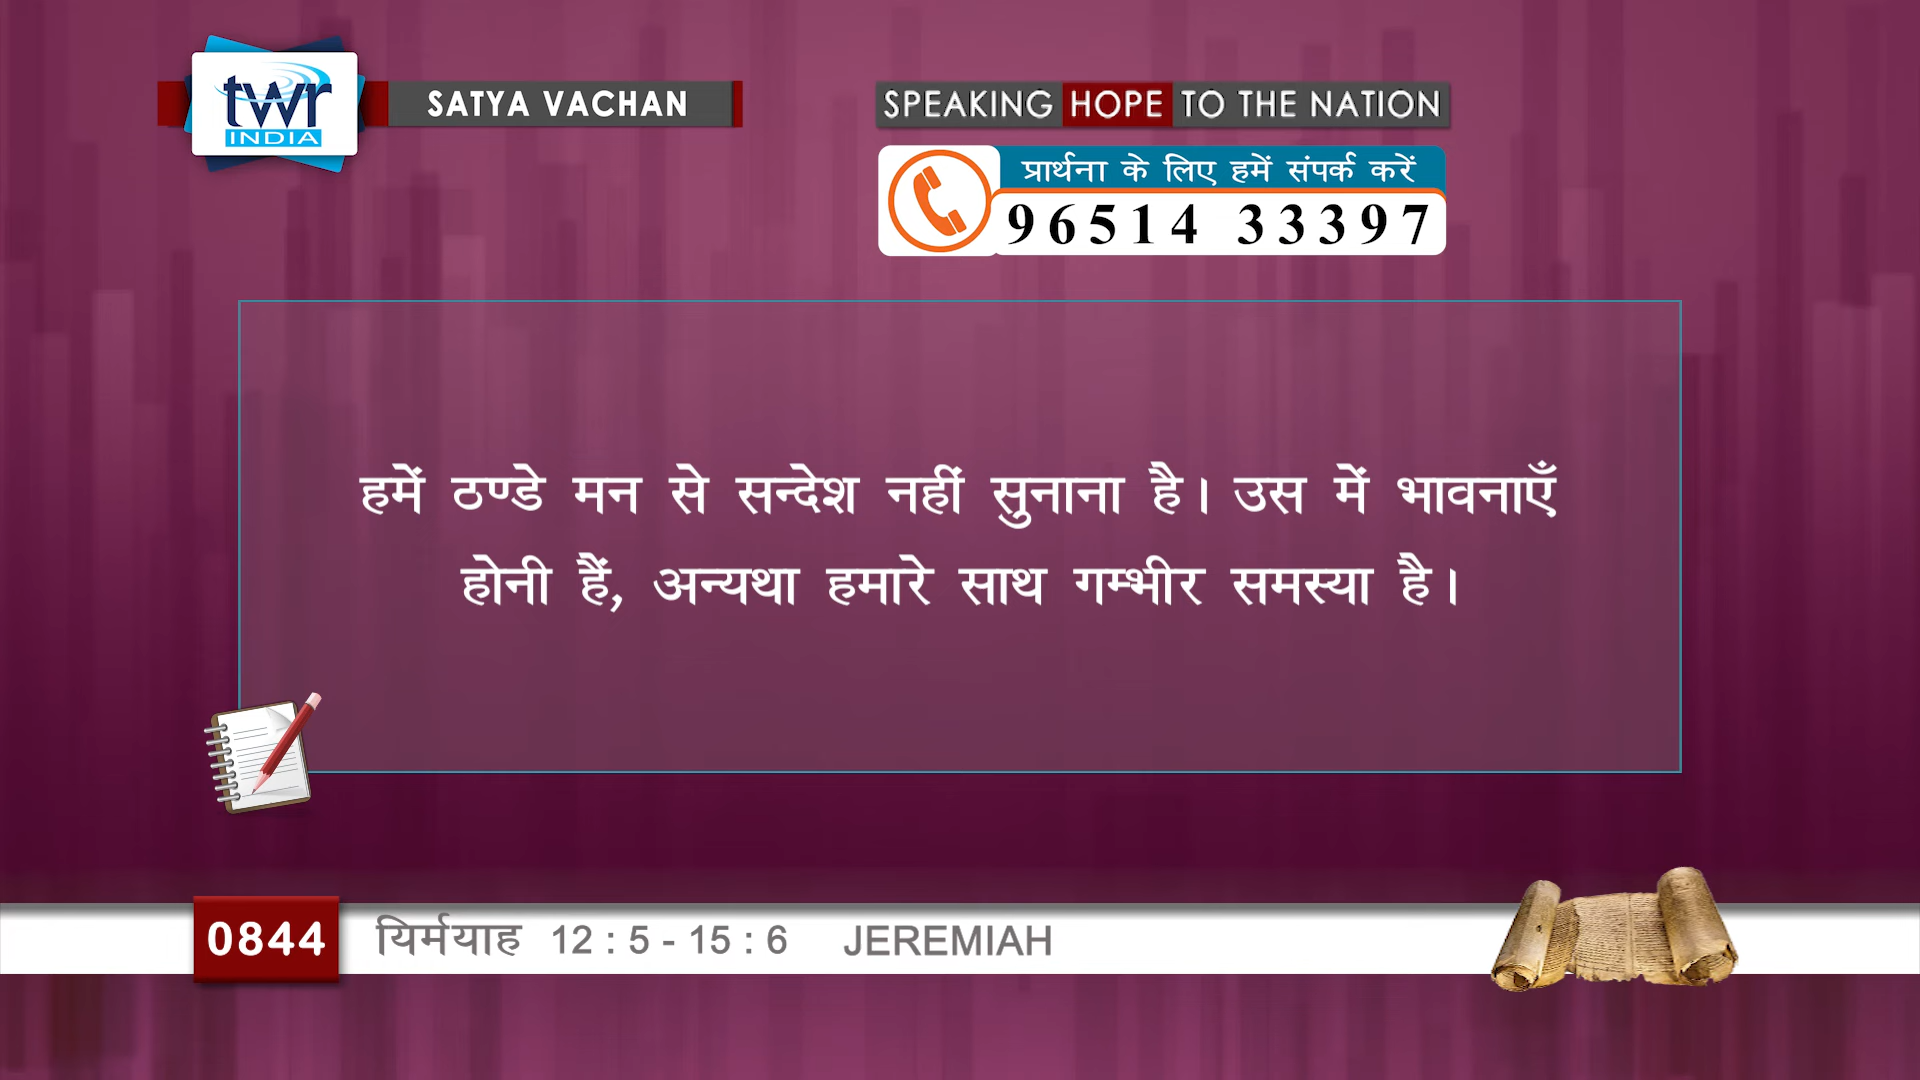 twr
INDIA
SATYA VACHAN
SPEAKING HOPE TO THE NATION
प्रार्थना के लिए हमें संपर्क करें
96514 33397
हमें ठण्डे मन से सन्देश नहीं सुनाना है। उस में भावनाएँ
होनी हैं, अन्यथा हमारे साथ गम्भीर समस्या है।
0844 यिर्मयाह 12 : 5 - 15 : 6 JEREMIAH